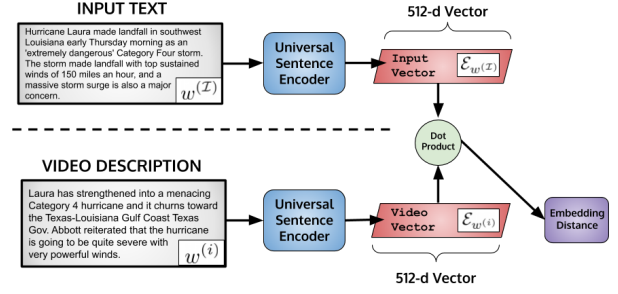 INPUT TEXT
Hurricane Laura made landfall in southwest
Louisiana early Thursday morning as an
'extremely dangerous' Category Four storm.
The storm made landfall with top sustained
winds of 150 miles an hour, and a
massive storm surge is also a major
concern.
w^(I)
Universal
Sentence
Encoder
512-d Vector
Input
Vector
ℰ_w^(I)
Dot
Product
VIDEO DESCRIPTION
Laura has strengthened into a menacing
Category 4 hurricane and it churns toward
the Texas-Louisiana Gulf Coast Texas
Gov. Abbott reiterated that the hurricane
is going to be quite severe with
very powerful winds.
w^(i)
Universal
Sentence
Encoder
Video
Vector
ℰ_w^(i)
512-d Vector
Embedding
Distance